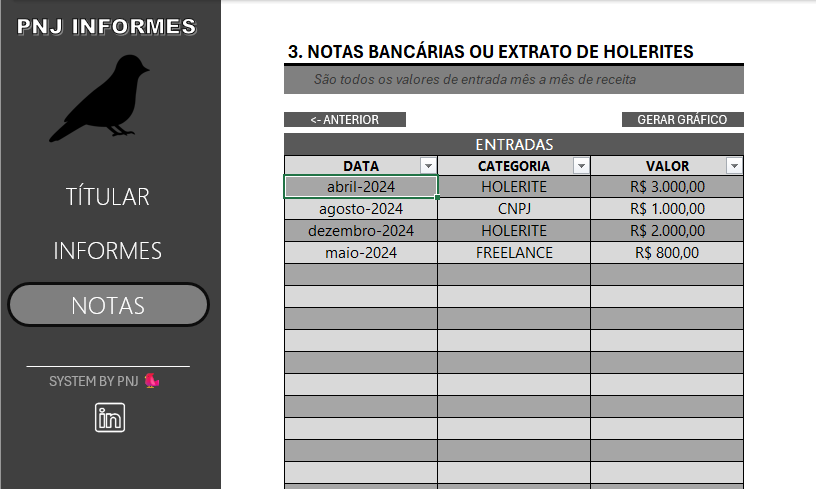 PNJ INFORMES
TÍTULAR
INFORMES
NOTAS
SYSTEM BY PNJ
in
3. NOTAS BANCÁRIAS OU EXTRATO DE HOLERITES
São todos os valores de entrada mês a mês de receita
<- ANTERIOR GERAR GRÁFICO
ENTRADAS
DATA CATEGORIA VALOR
abril-2024 HOLERITE R$ 3.000,00
agosto-2024 CNPJ R$ 1.000,00
dezembro-2024 HOLERITE R$ 2.000,00
maio-2024 FREELANCE R$ 800,00